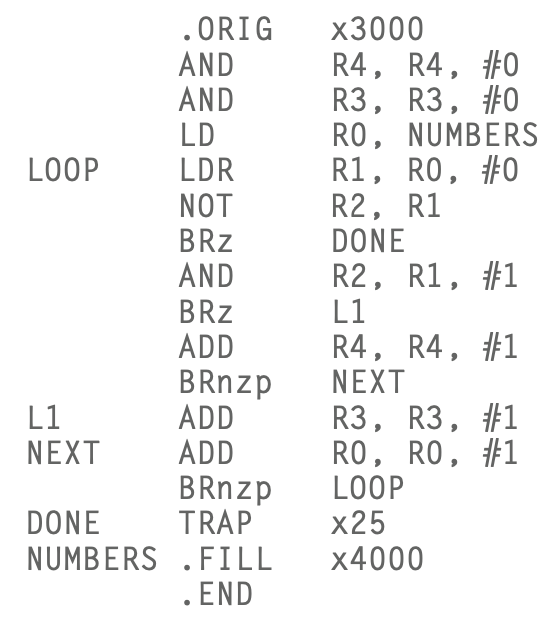 .ORIG x3000
AND R4, R4, #0
AND R3, R3, #0
LD R0, NUMBERS
LOOP LDR R1, R0, #0
NOT R2, R1
BRz DONE
AND R2, R1, #1
BRz L1
ADD R4, R4, #1
BRnzp NEXT
L1 ADD R3, R3, #1
NEXT ADD R0, R0, #1
BRnzp LOOP
DONE TRAP x25
NUMBERS .FILL x4000
.END